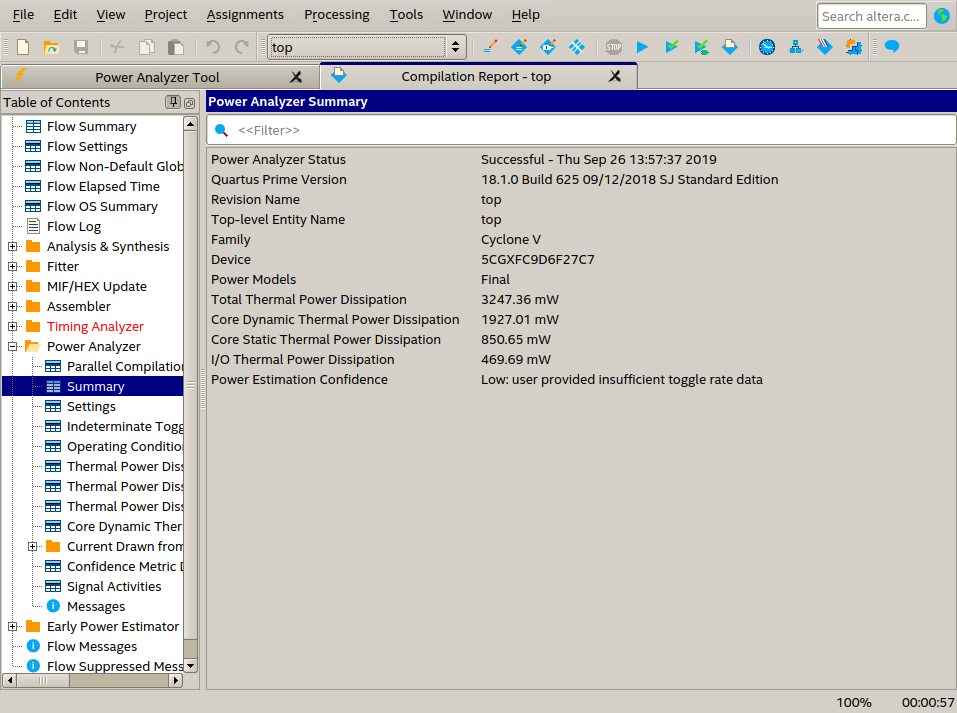 File Edit View Project Assignments Processing Tools Window Help Search altera.c...
top STOP
Power Analyzer Tool Compilation Report - top
Table of Contents
Flow Summary
Flow Settings
Flow Non-Default Glob
Flow Elapsed Time
Flow OS Summary
Flow Log
Analysis & Synthesis
Fitter
MIF/HEX Update
Assembler
Timing Analyzer
Power Analyzer
Parallel Compilation
Summary
Settings
Indeterminate Togg
Operating Condition
Thermal Power Diss
Thermal Power Diss
Thermal Power Diss
Core Dynamic Ther
Current Drawn from
Confidence Metric D
Signal Activities
Messages
Early Power Estimator
Flow Messages
Flow Suppressed Mess
Power Analyzer Summary
<<Filter>>
Power Analyzer Status Successful - Thu Sep 26 13:57:37 2019
Quartus Prime Version 18.1.0 Build 625 09/12/2018 SJ Standard Edition
Revision Name top
Top-level Entity Name top
Family Cyclone V
Device 5CGXFC9D6F27C7
Power Models Final
Total Thermal Power Dissipation 3247.36 mW
Core Dynamic Thermal Power Dissipation 1927.01 mW
Core Static Thermal Power Dissipation 850.65 mW
I/O Thermal Power Dissipation 469.69 mW
Power Estimation Confidence Low: user provided insufficient toggle rate data
100% 00:00:57